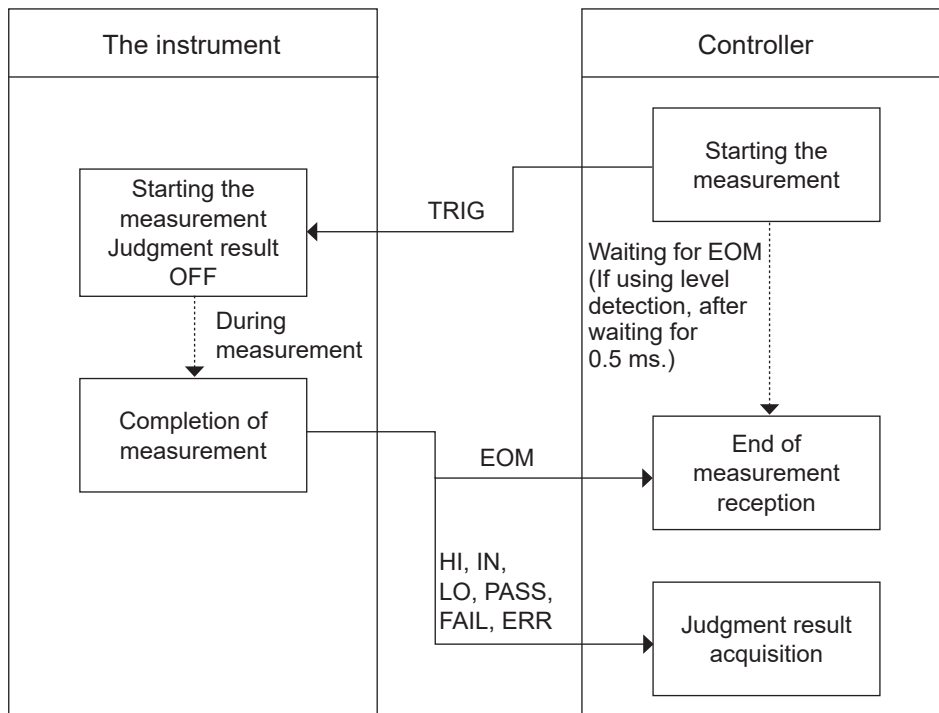 The instrument
Controller
Starting the
measurement
Starting the
measurement
Judgment result
OFF
TRIG
Waiting for EOM
(If using level
detection, after
waiting for
0.5 ms.)
During
measurement
Completion of
measurement
EOM
End of
measurement
reception
HI, IN,
LO, PASS,
FAIL, ERR
Judgment result
acquisition